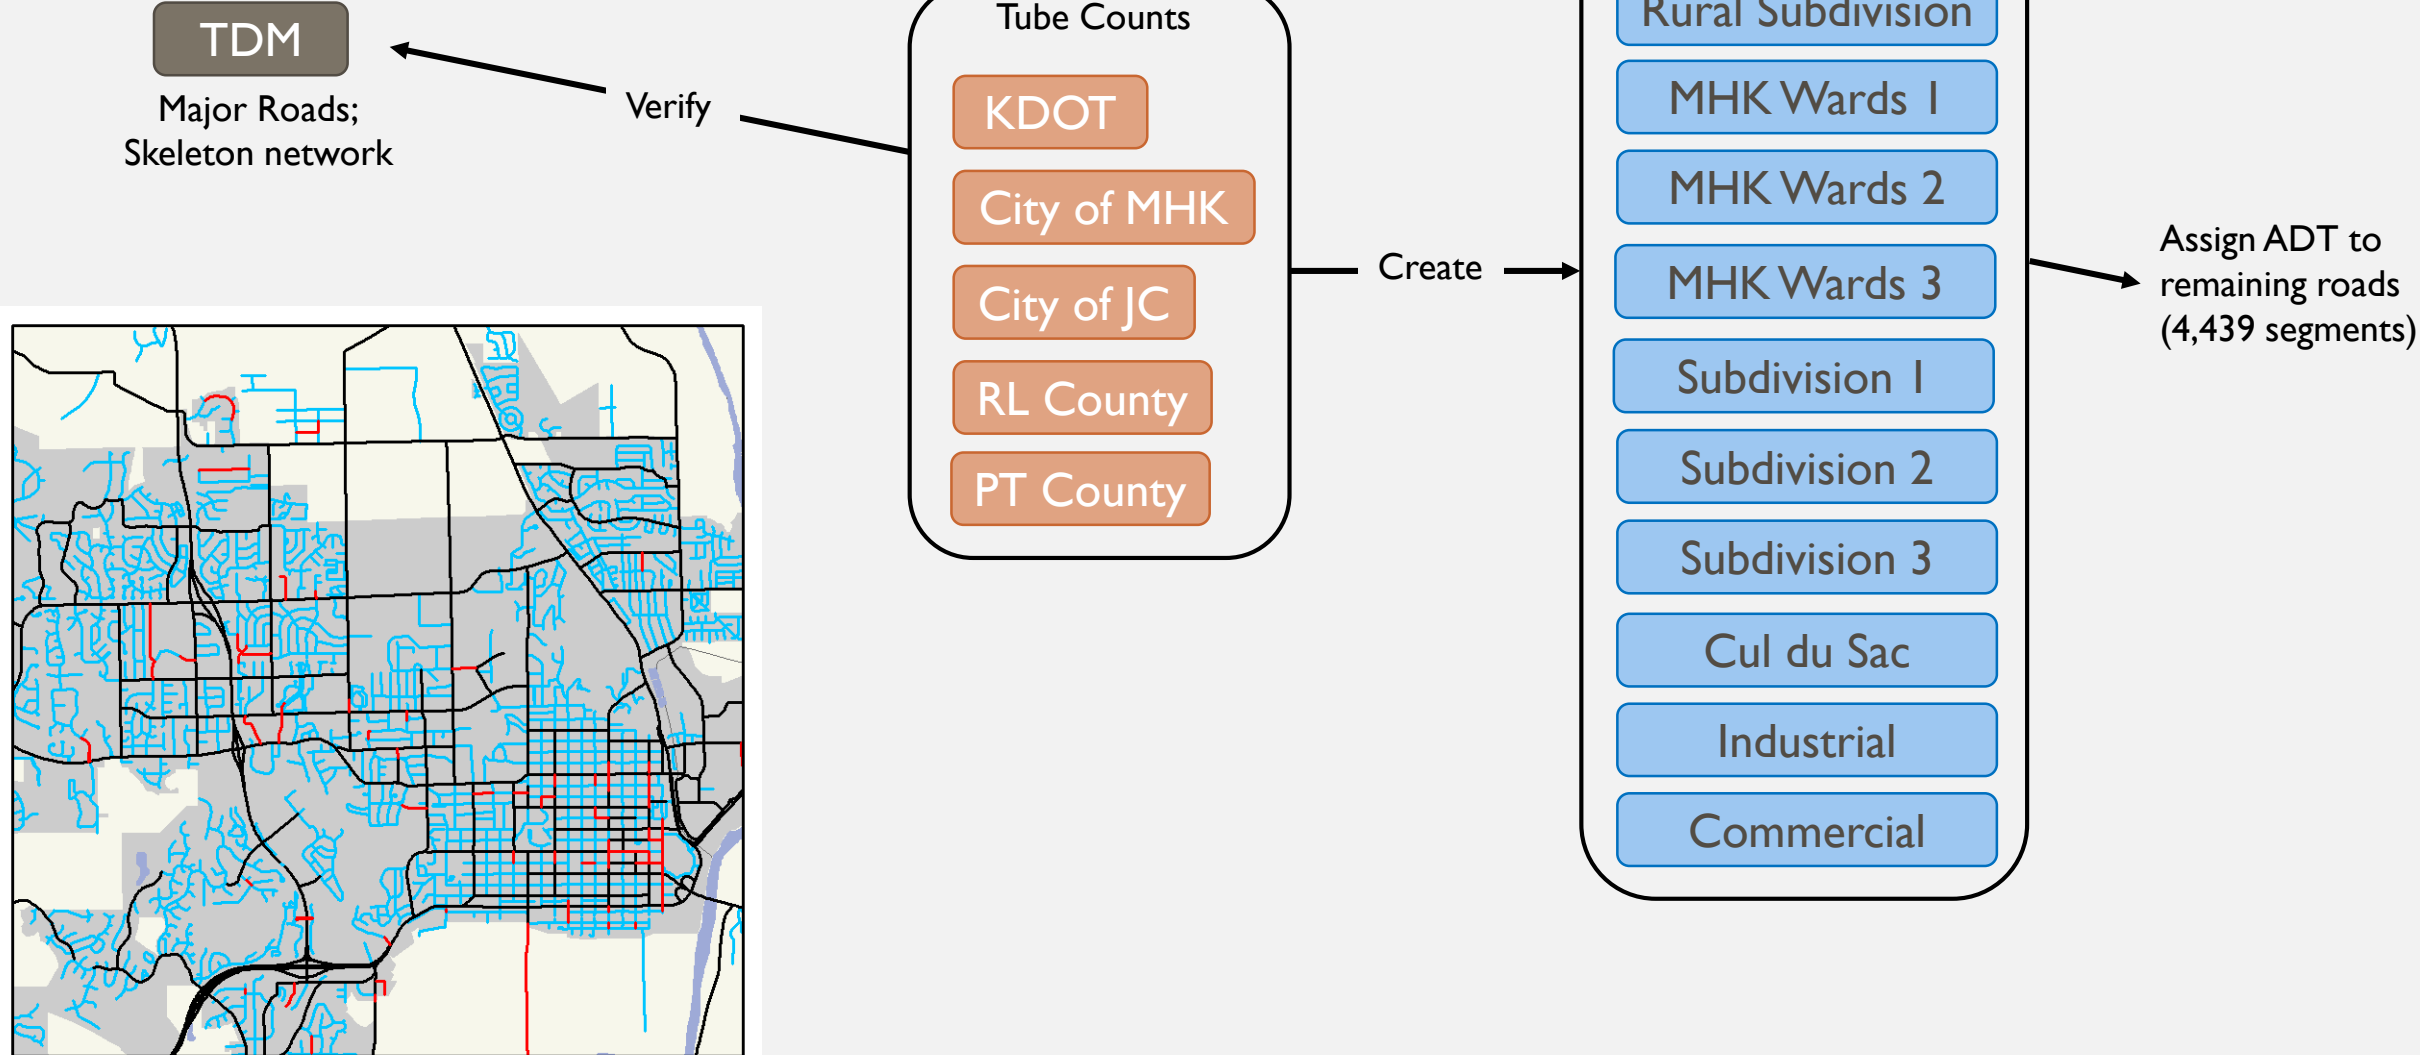 TDM
Major Roads;
Skeleton network
Verify
Tube Counts
KDOT
City of MHK
City of JC
RL County
PT County
Create
Rural Subdivision
MHK Wards 1
MHK Wards 2
MHK Wards 3
Subdivision 1
Subdivision 2
Subdivision 3
Cul du Sac
Industrial
Commercial
Assign ADT to
remaining roads
(4,439 segments)